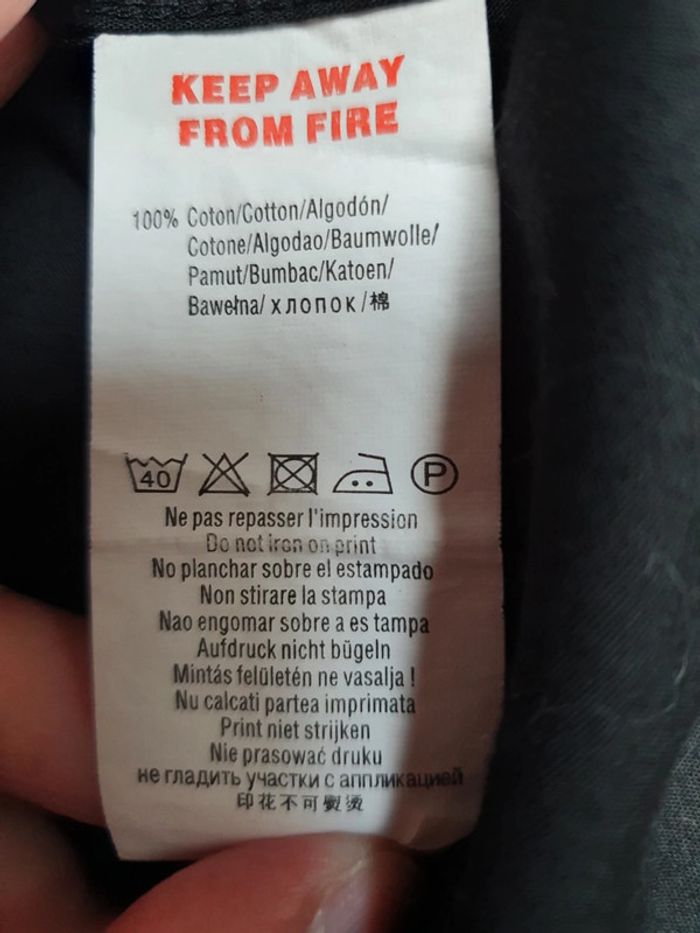 KEEP AWAY
FROM FIRE
100% Coton/Cotton/Algodón/
Cotone/Algodao/Baumwolle/
Pamut/Bumbac/Katoen/
Bawełna/хлопок/棉
40 P
Ne pas repasser l'impression
Do not iron on print
No planchar sobre el estampado
Non stirare la stampa
Nao engomar sobre a es tampa
Aufdruck nicht bügeln
Mintás felületén ne vasalja !
Nu calcati partea imprimata
Print niet strijken
Nie prasować druku
не гладить участки с аппликацией
印花不可熨烫